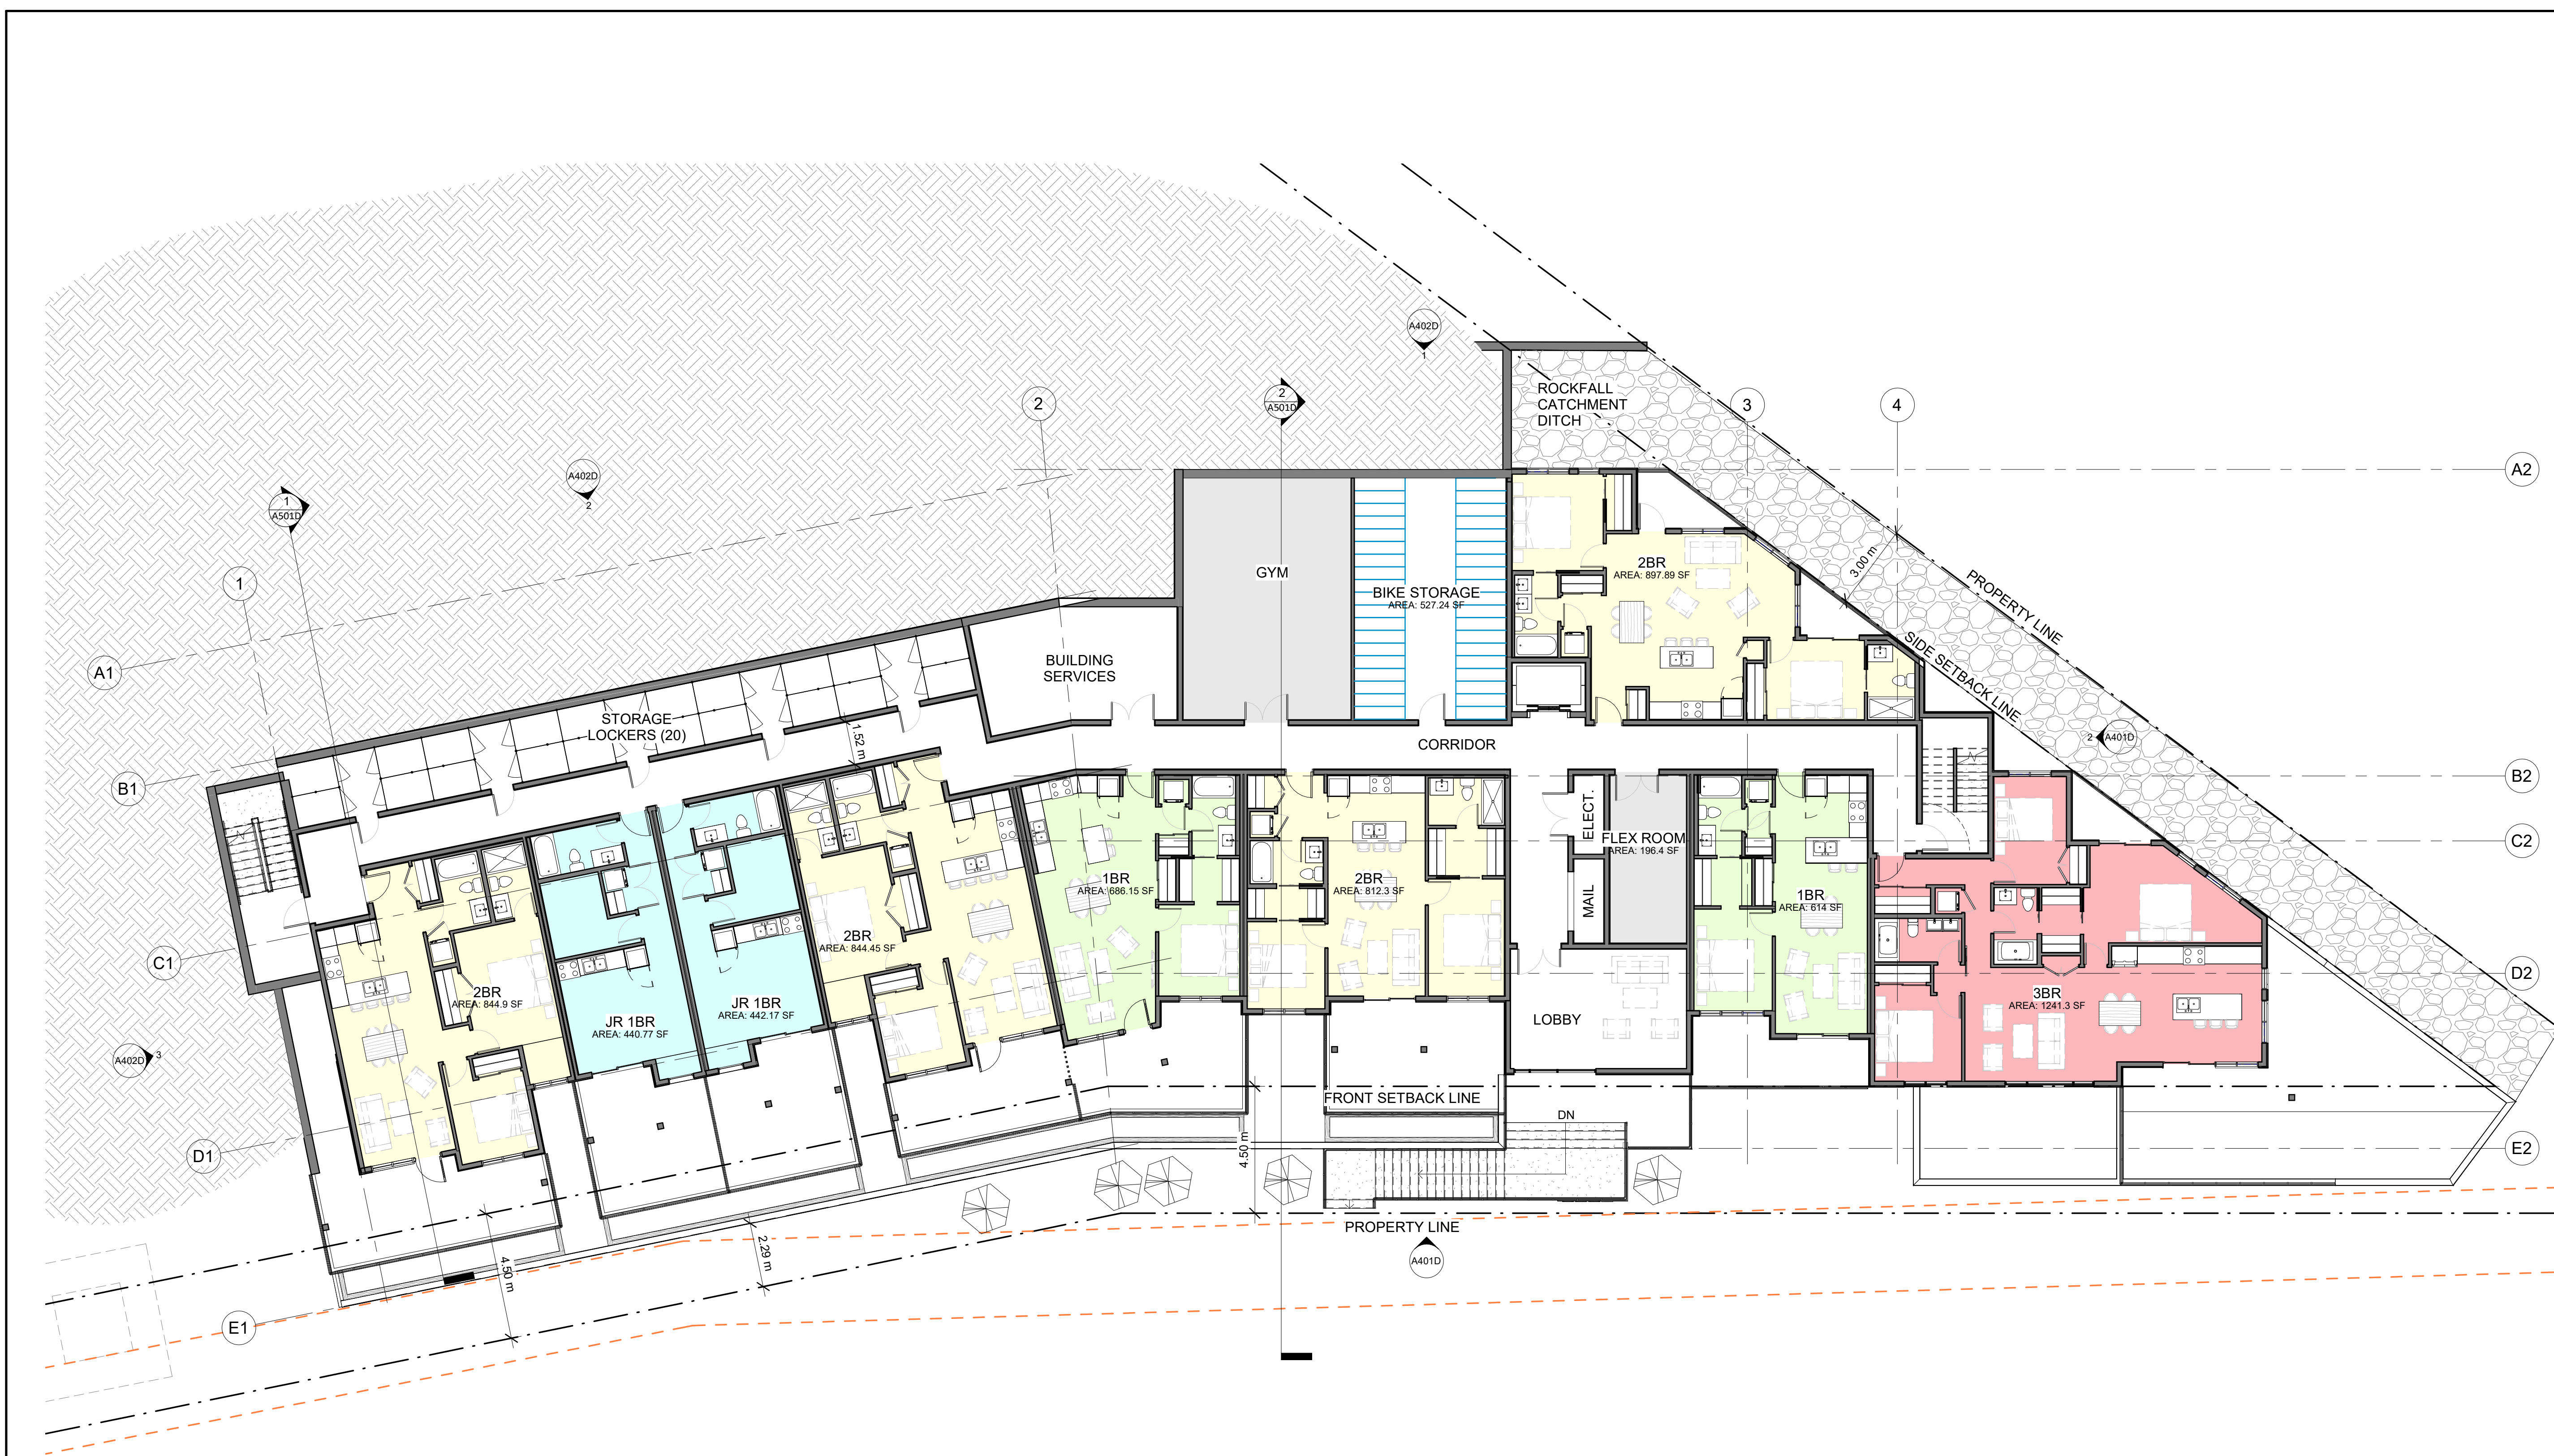 A402D
1
ROCKFALL
CATCHMENT
DITCH
2
A501D
2
3
4
A2
A402D
2
1
A501D
1
3.00 m
PROPERTY LINE
SIDE SETBACK LINE
GYM
BIKE STORAGE
AREA: 527.24 SF
2BR
AREA: 897.89 SF
A1
BUILDING
SERVICES
STORAGE
LOCKERS (20)
1.52 m
CORRIDOR
2
A401D
B1
B2
ELECT.
FLEX ROOM
AREA: 196.4 SF
C2
1BR
AREA: 686.15 SF
2BR
AREA: 812.3 SF
MAIL
1BR
AREA: 614 SF
2BR
AREA: 844.45 SF
C1
D2
2BR
AREA: 844.9 SF
JR 1BR
AREA: 440.77 SF
JR 1BR
AREA: 442.17 SF
LOBBY
3BR
AREA: 1241.3 SF
A402D
3
FRONT SETBACK LINE
DN
4.50 m
D1
E2
PROPERTY LINE
2.29 m
4.50 m
A401D
E1